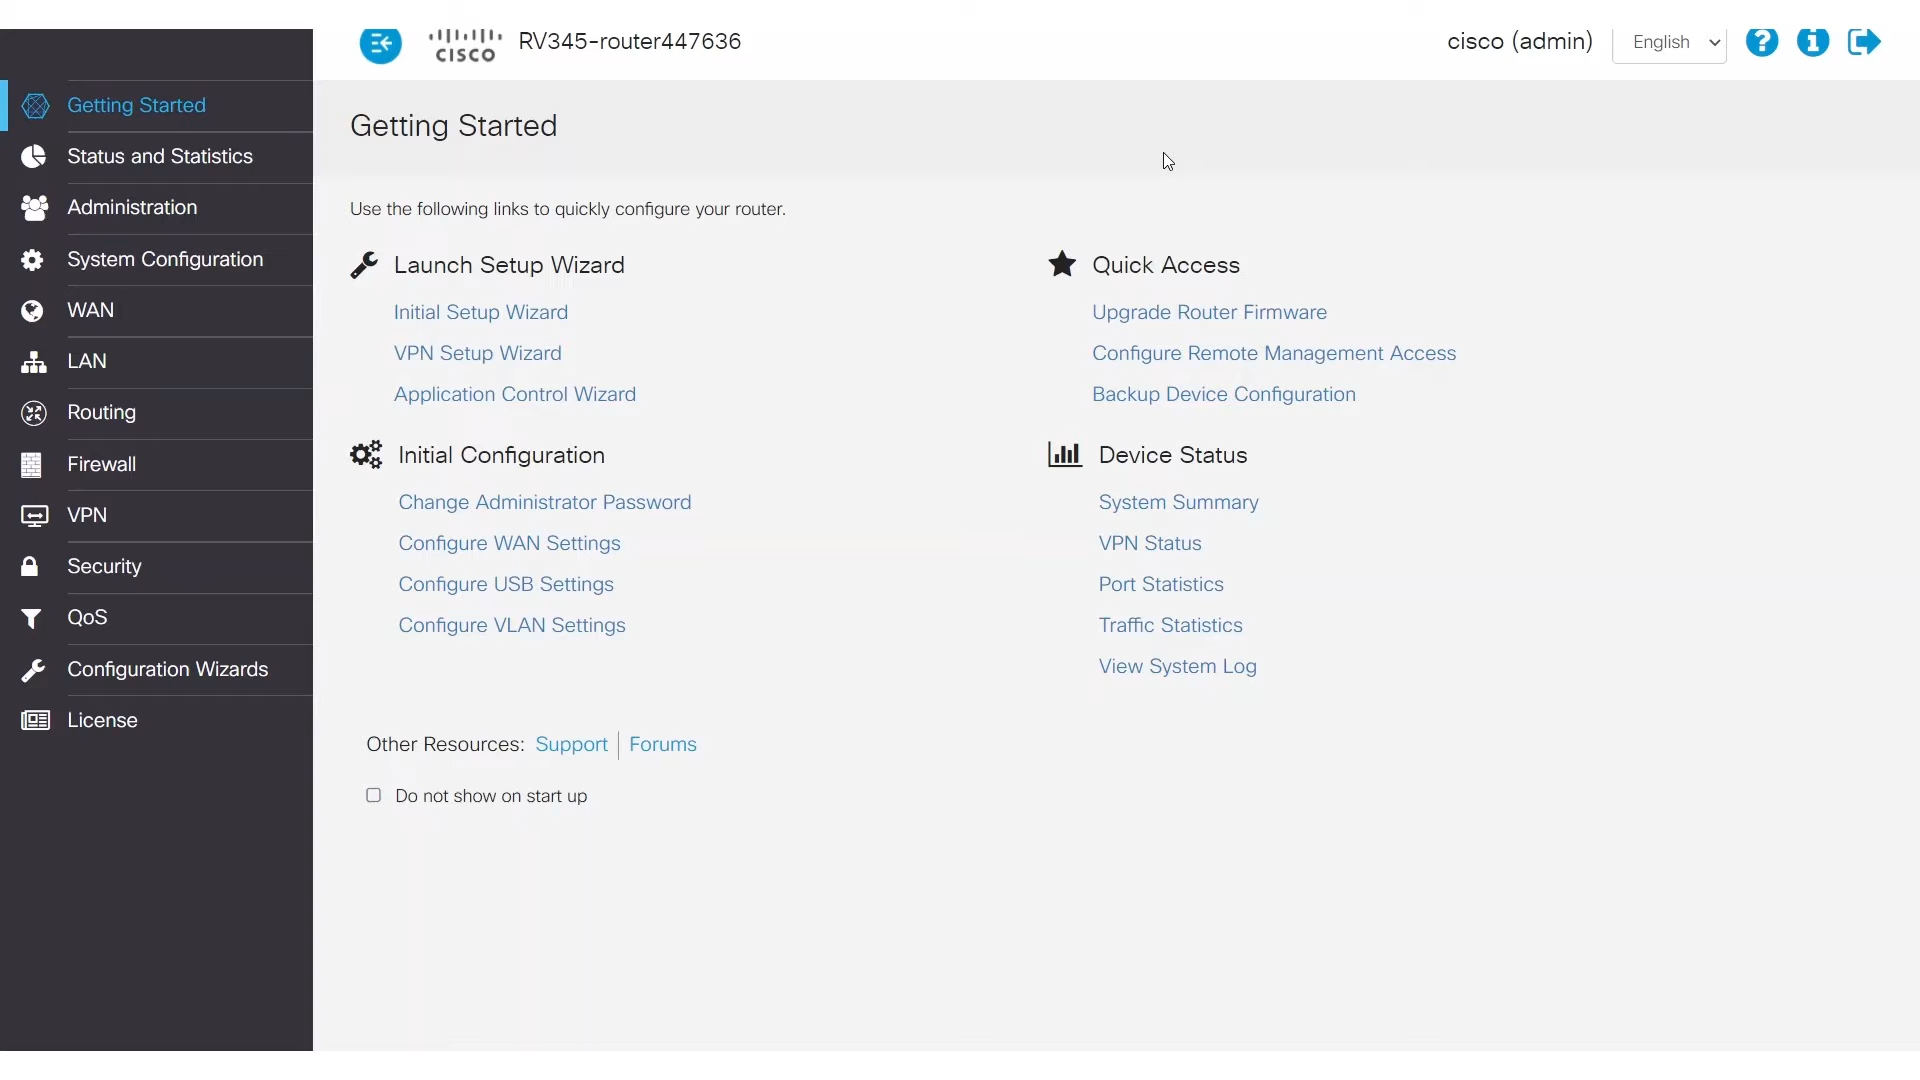 cisco
RV345-router447636
cisco (admin)
English
Getting Started
Status and Statistics
Administration
System Configuration
WAN
LAN
Routing
Firewall
VPN
Security
QoS
Configuration Wizards
License
Getting Started
Use the following links to quickly configure your router.
Launch Setup Wizard
Initial Setup Wizard
VPN Setup Wizard
Application Control Wizard
Quick Access
Upgrade Router Firmware
Configure Remote Management Access
Backup Device Configuration
Initial Configuration
Change Administrator Password
Configure WAN Settings
Configure USB Settings
Configure VLAN Settings
Device Status
System Summary
VPN Status
Port Statistics
Traffic Statistics
View System Log
Other Resources: Support Forums
Do not show on start up